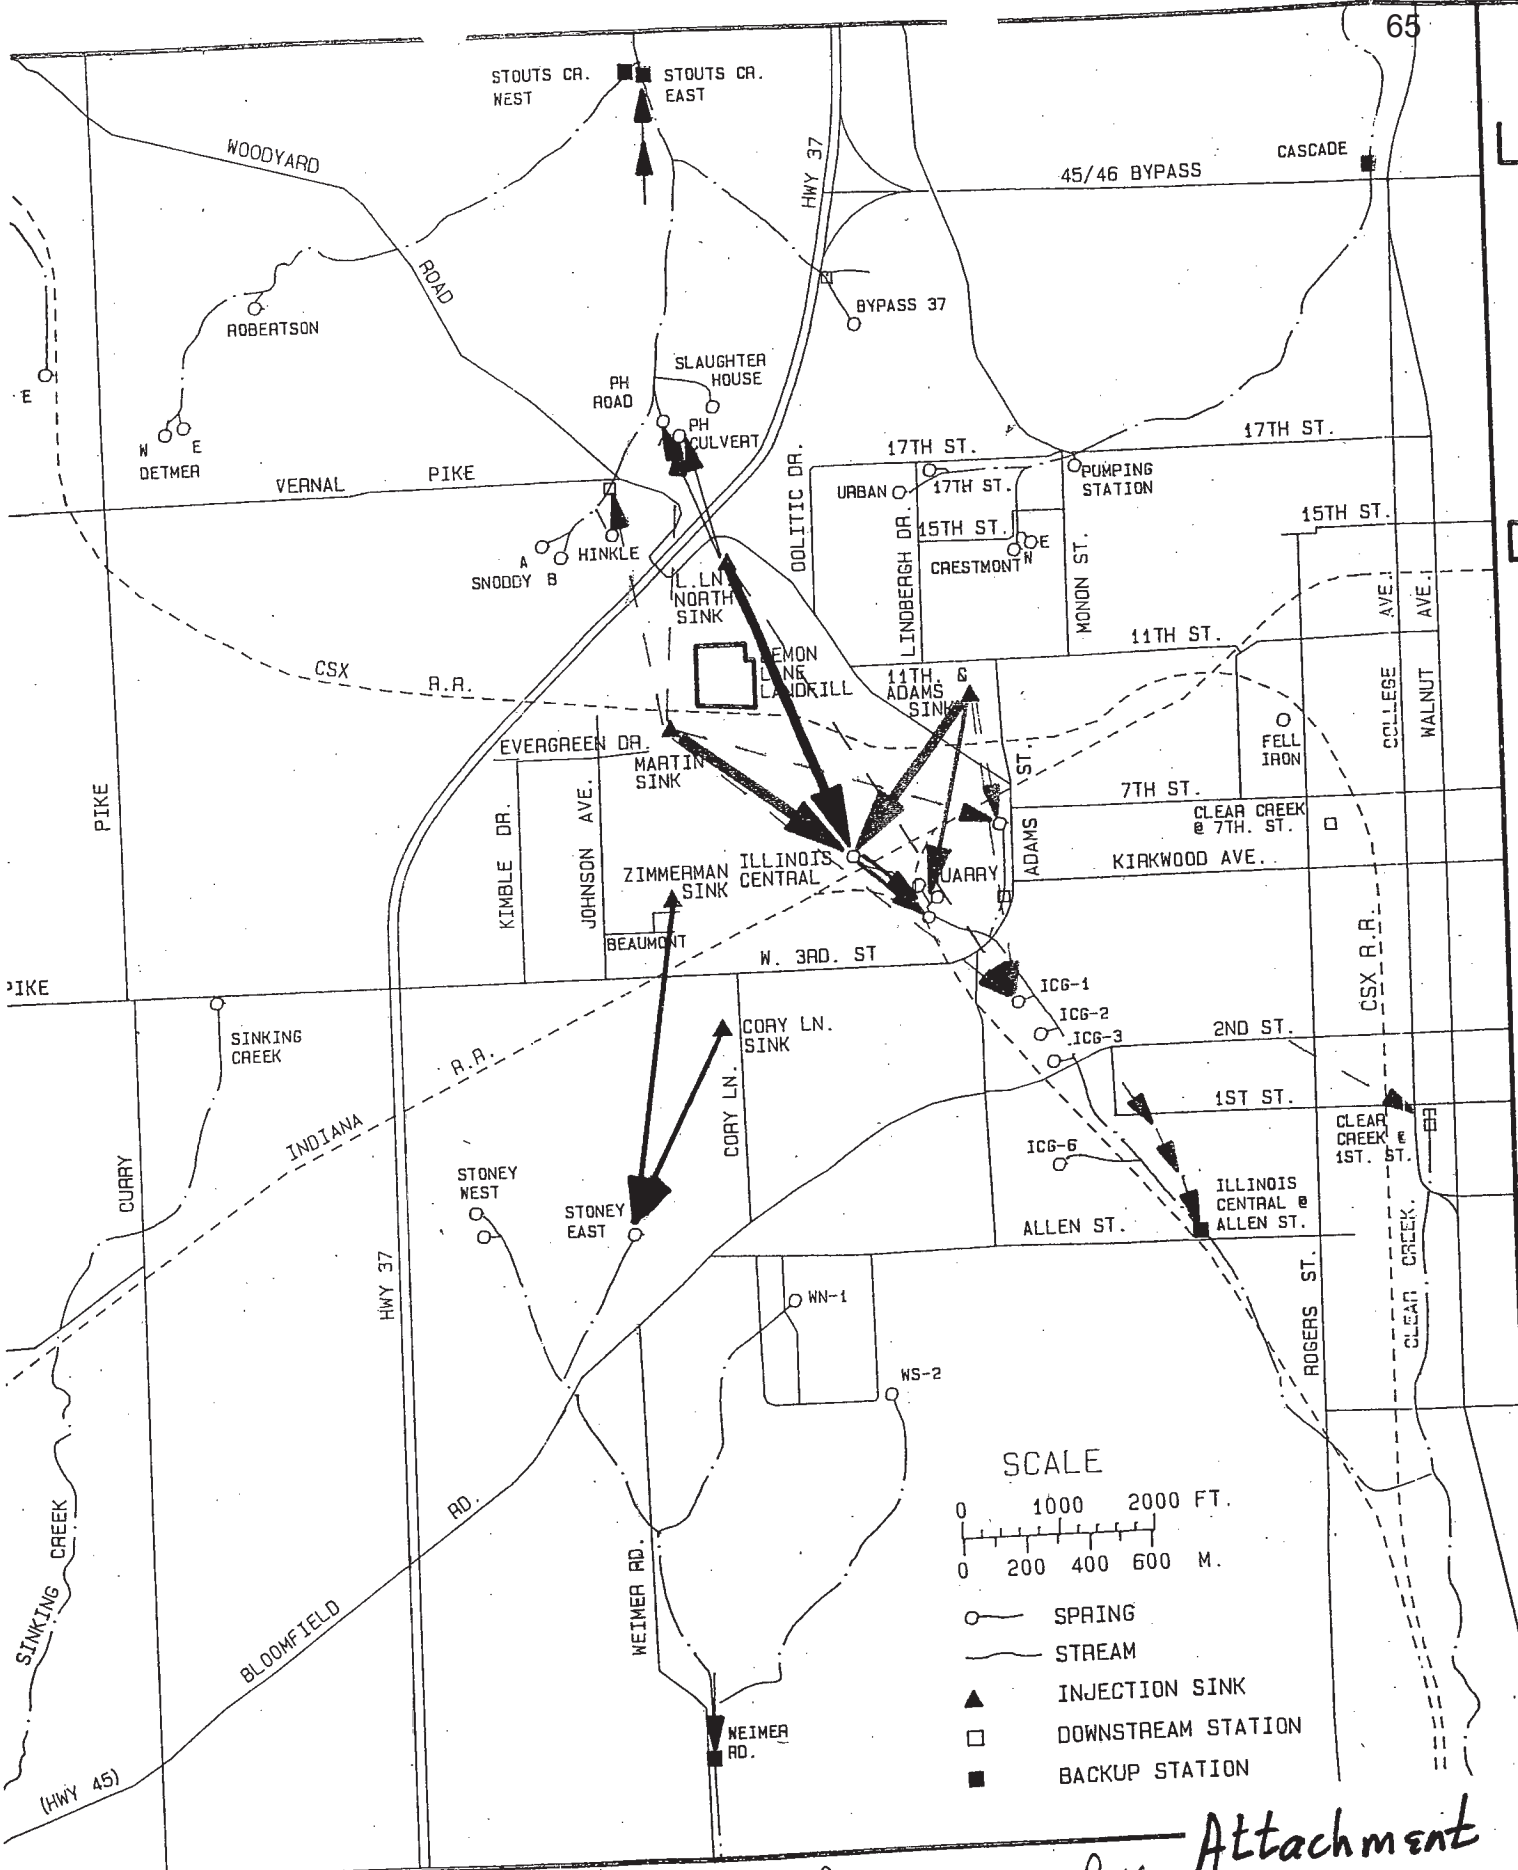 65
STOUTS CR.
WEST
STOUTS CR.
EAST
WOODYARD
ROAD
HWY 37
CASCADE
45/46 BYPASS
BYPASS 37
ROBERTSON
E
W
E
DETMER
SLAUGHTER
HOUSE
PH
ROAD
PH
CULVERT
VERNAL
PIKE
17TH ST.
17TH ST.
OOLITIC DR.
URBAN
17TH ST.
PUMPING
STATION
15TH ST.
15TH ST.
LINDBERGH DR.
E
N
CRESTMONT
MONON ST.
A
SNODDY B
HINKLE
L.LN.
NORTH
SINK
11TH ST.
COLLEGE AVE.
WALNUT AVE.
CSX
R.R.
LEMON
LANE
LANDFILL
11TH. &
ADAMS
SINK
EVERGREEN DR.
MARTIN
SINK
FELL
IRON
7TH ST.
CLEAR CREEK
@ 7TH. ST.
ADAMS ST.
KIRKWOOD AVE.
PIKE
KIMBLE DR.
JOHNSON AVE.
ZIMMERMAN
SINK
ILLINOIS
CENTRAL
UARRY
BEAUMONT
W. 3RD. ST
PIKE
CSX R.R.
ICG-1
ICG-2
ICG-3
2ND ST.
SINKING
CREEK
CORY LN.
SINK
CORY LN.
INDIANA
R.R.
1ST ST.
CLEAR
CREEK @
1ST. ST.
CURRY
STONEY
WEST
STONEY
EAST
ICG-6
ILLINOIS
CENTRAL @
ALLEN ST.
ALLEN ST.
HWY 37
ROGERS ST.
CLEAR CREEK.
WN-1
WS-2
SINKING CREEK
BLOOMFIELD
RD.
(HWY 45)
WEIMER RD.
WEIMER
RD.
SCALE
0 1000 2000 FT.
0 200 400 600 M.
SPRING
STREAM
INJECTION SINK
DOWNSTREAM STATION
BACKUP STATION
Attachment